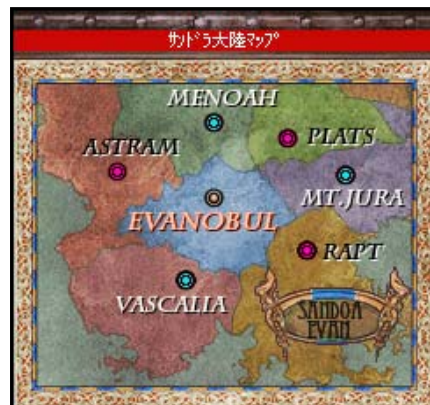 サンドラ大陸マップ
MENOAH
PLATS
ASTRAM
MT.JURA
EVANOBUL
RAPT
VASCALIA
SANDOA
EVAN